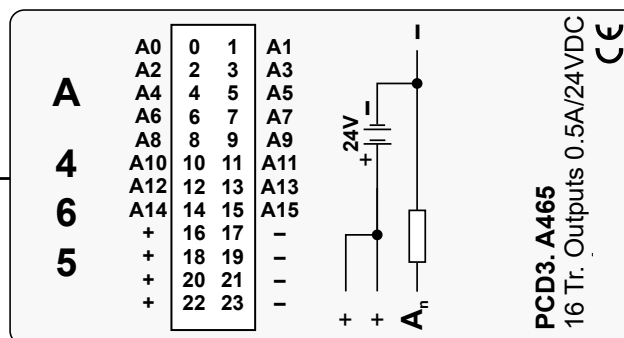 A
4
6
5
A0 0 1 A1
A2 2 3 A3
A4 4 5 A5
A6 6 7 A7
A8 8 9 A9
A10 10 11 A11
A12 12 13 A13
A14 14 15 A15
+ 16 17 –
+ 18 19 –
+ 20 21 –
+ 22 23 –
–
–
24V
+
+ + An
PCD3. A465
16 Tr. Outputs 0.5A/24VDC
CE